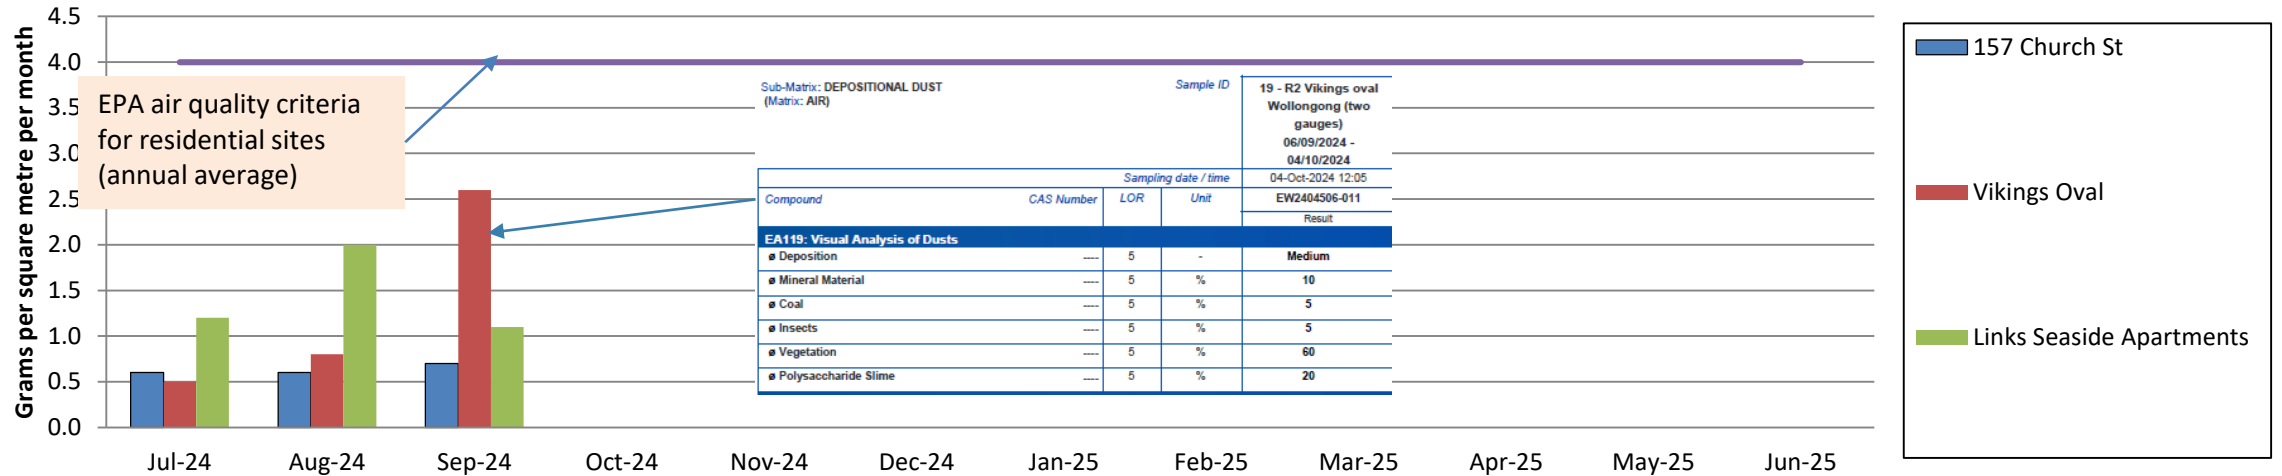 Grams per square metre per month
4.5
4.0
3.5
3.0
2.5
2.0
1.5
1.0
0.5
0.0
EPA air quality criteria
for residential sites
(annual average)
Sub-Matrix: DEPOSITIONAL DUST
(Matrix: AIR)
Sample ID
19 - R2 Vikings oval
Wollongong (two
gauges)
06/09/2024 -
04/10/2024
Sampling date / time 04-Oct-2024 12:05
Compound CAS Number LOR Unit EW2404506-011
Result
EA119: Visual Analysis of Dusts
ø Deposition ---- 5 - Medium
ø Mineral Material ---- 5 % 10
ø Coal ---- 5 % 5
ø Insects ---- 5 % 5
ø Vegetation ---- 5 % 60
ø Polysaccharide Slime ---- 5 % 20
Jul-24 Aug-24 Sep-24 Oct-24 Nov-24 Dec-24 Jan-25 Feb-25 Mar-25 Apr-25 May-25 Jun-25
157 Church St
Vikings Oval
Links Seaside Apartments